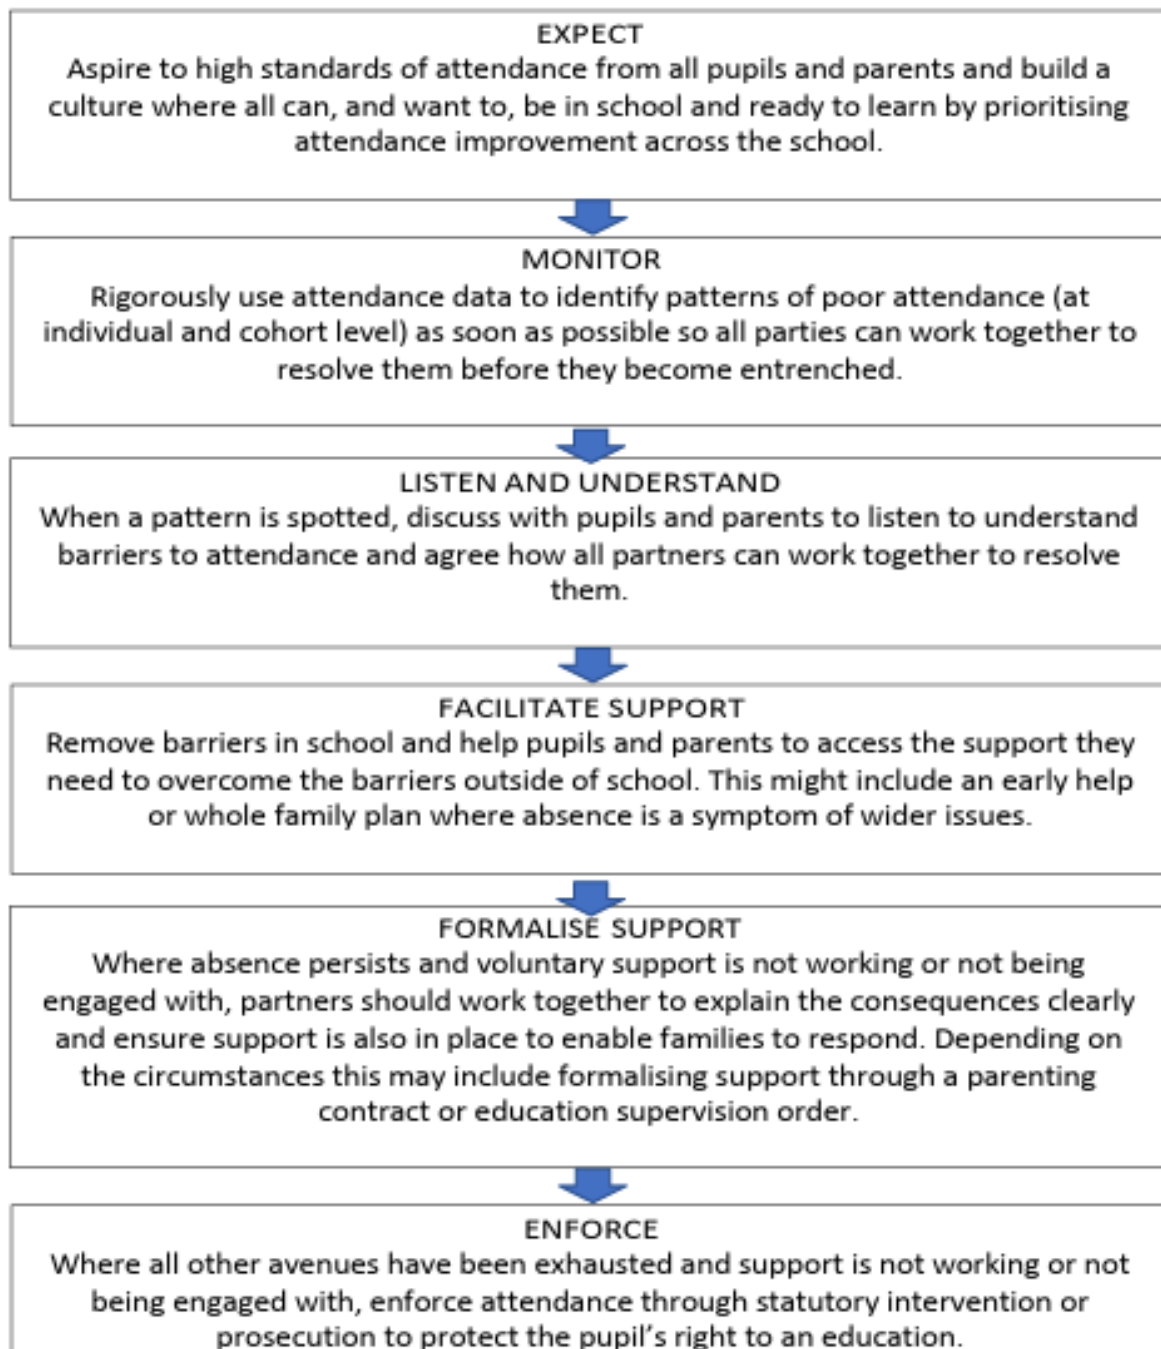 EXPECT
Aspire to high standards of attendance from all pupils and parents and build a
culture where all can, and want to, be in school and ready to learn by prioritising
attendance improvement across the school.
MONITOR
Rigorously use attendance data to identify patterns of poor attendance (at
individual and cohort level) as soon as possible so all parties can work together to
resolve them before they become entrenched.
LISTEN AND UNDERSTAND
When a pattern is spotted, discuss with pupils and parents to listen to understand
barriers to attendance and agree how all partners can work together to resolve
them.
FACILITATE SUPPORT
Remove barriers in school and help pupils and parents to access the support they
need to overcome the barriers outside of school. This might include an early help
or whole family plan where absence is a symptom of wider issues.
FORMALISE SUPPORT
Where absence persists and voluntary support is not working or not being
engaged with, partners should work together to explain the consequences clearly
and ensure support is also in place to enable families to respond. Depending on
the circumstances this may include formalising support through a parenting
contract or education supervision order.
ENFORCE
Where all other avenues have been exhausted and support is not working or not
being engaged with, enforce attendance through statutory intervention or
prosecution to protect the pupil's right to an education.